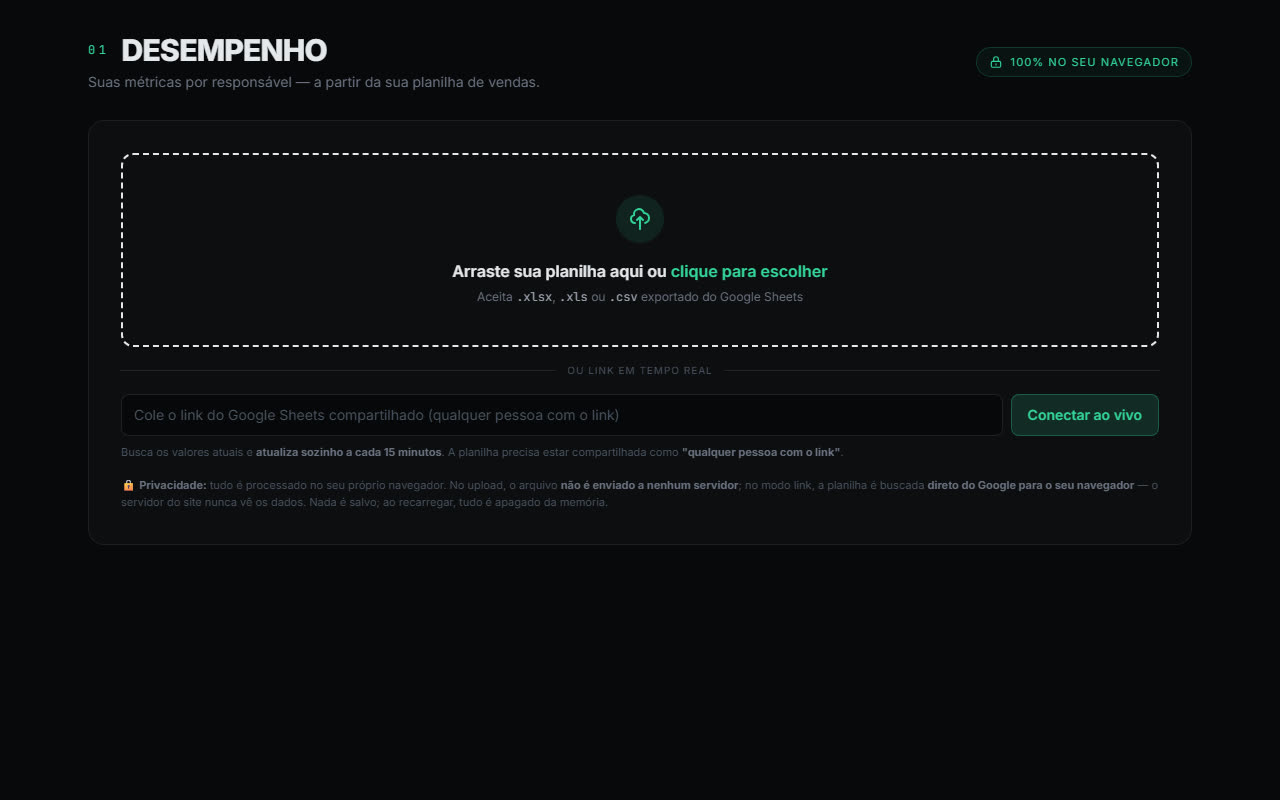 01 DESEMPENHO
Suas métricas por responsável — a partir da sua planilha de vendas.
100% NO SEU NAVEGADOR
Arraste sua planilha aqui ou clique para escolher
Aceita .xlsx, .xls ou .csv exportado do Google Sheets
OU LINK EM TEMPO REAL
Cole o link do Google Sheets compartilhado (qualquer pessoa com o link)
Conectar ao vivo
Busca os valores atuais e atualiza sozinho a cada 15 minutos. A planilha precisa estar compartilhada como "qualquer pessoa com o link".
🔒 Privacidade: tudo é processado no seu próprio navegador. No upload, o arquivo não é enviado a nenhum servidor; no modo link, a planilha é buscada direto do Google para o seu navegador — o
servidor do site nunca vê os dados. Nada é salvo; ao recarregar, tudo é apagado da memória.